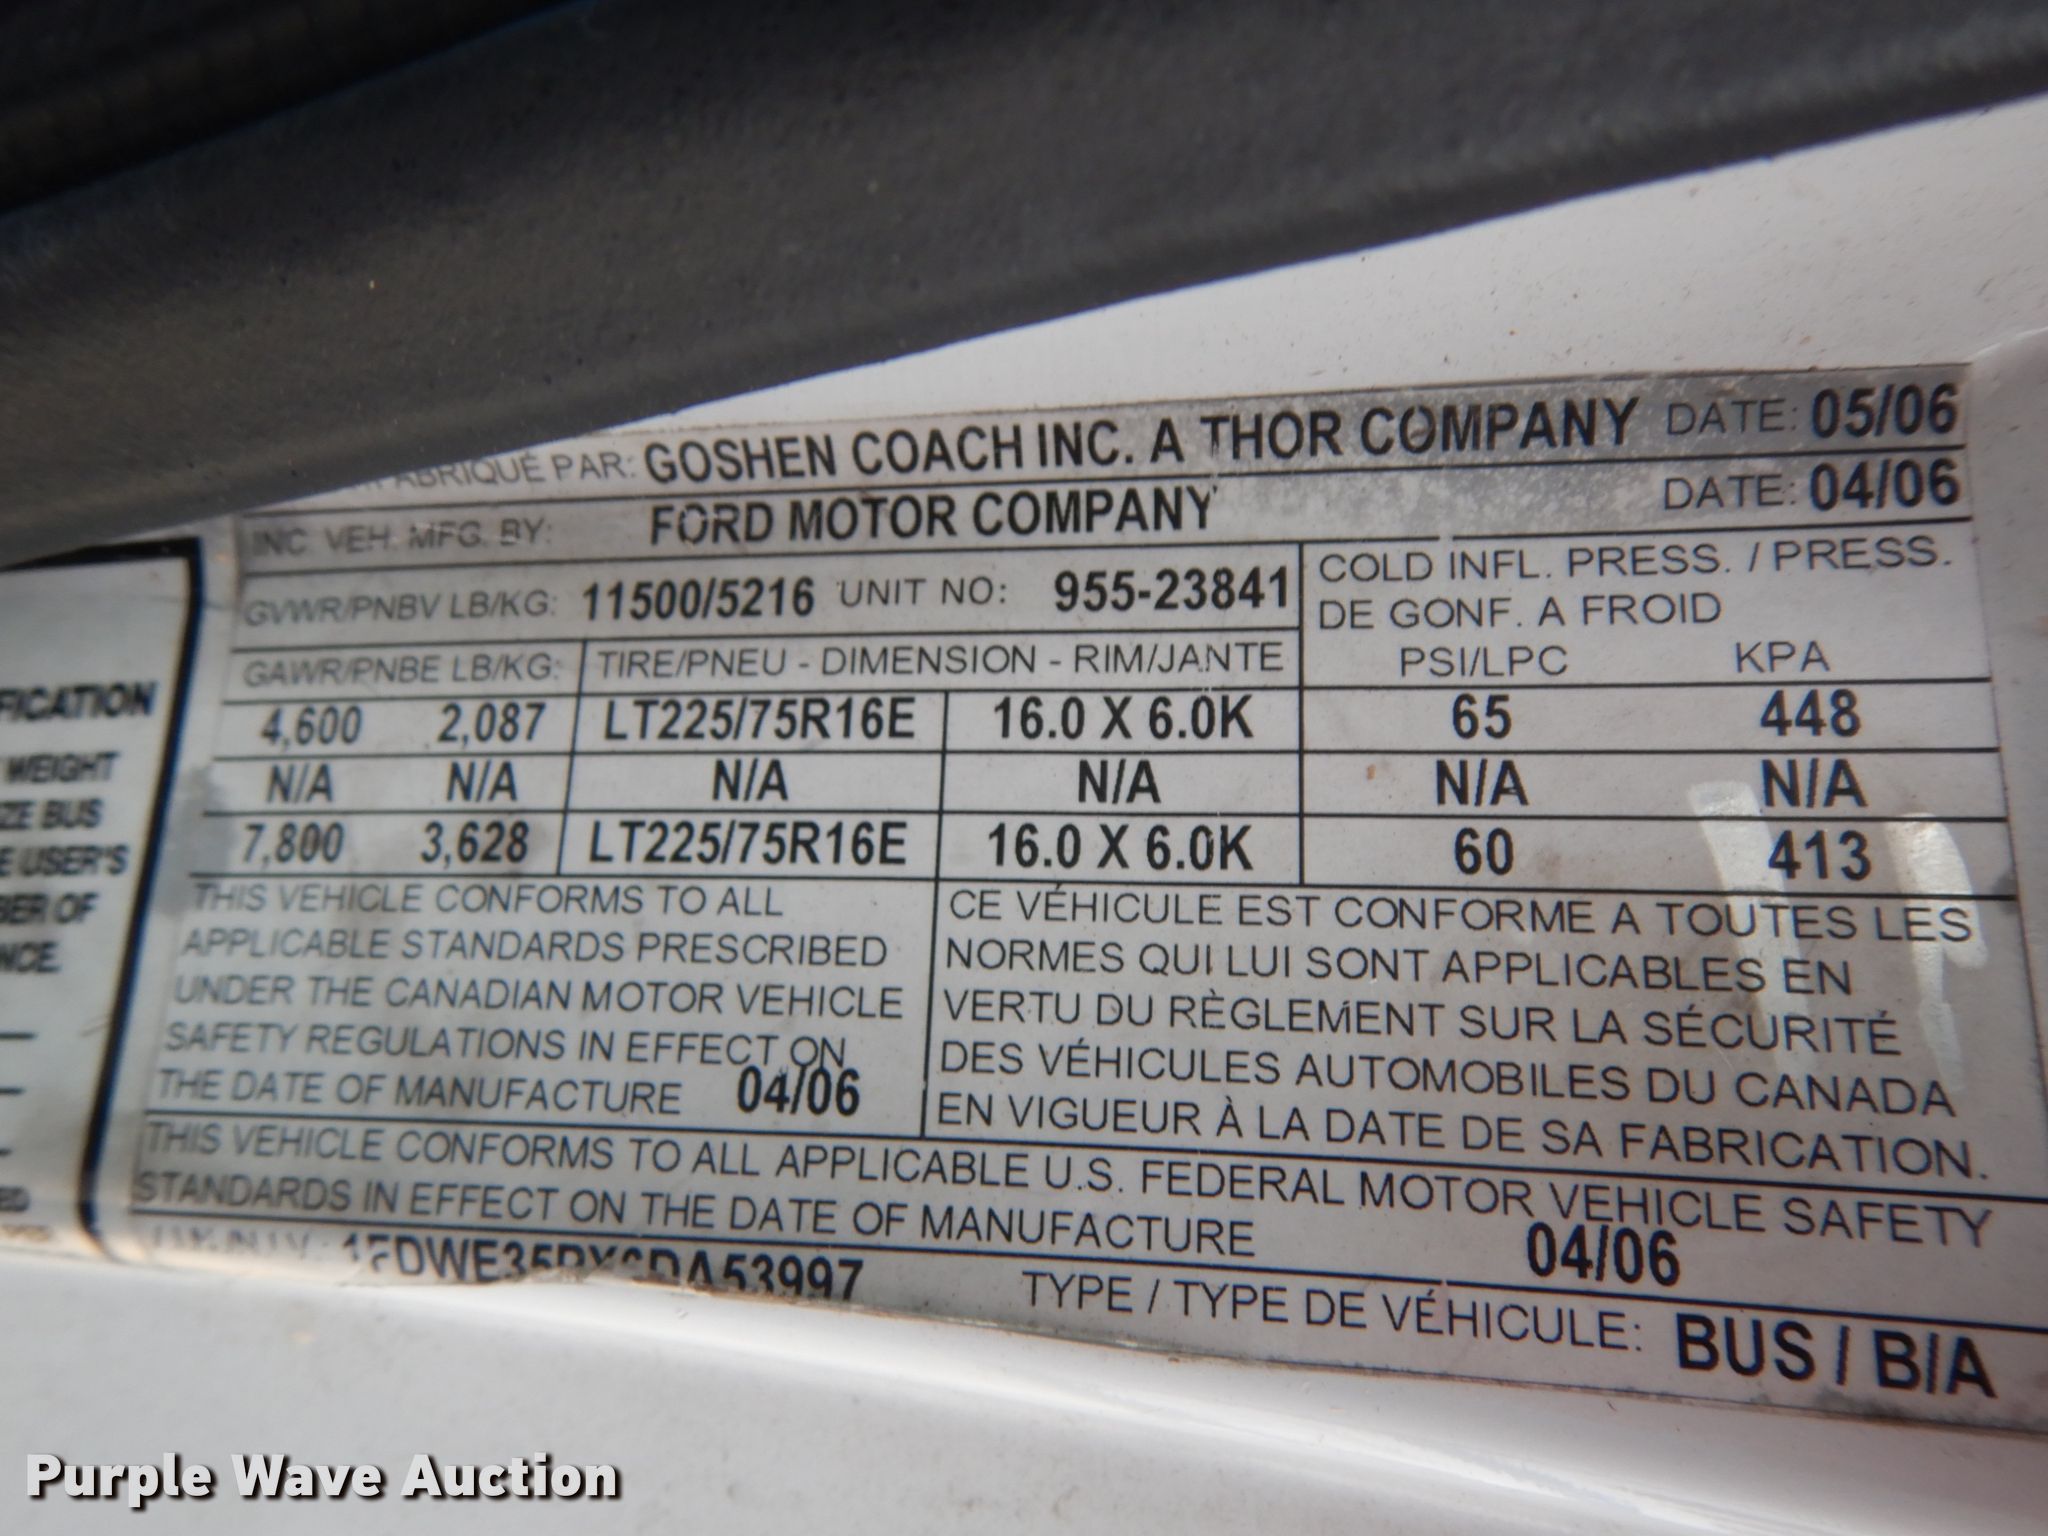 FABRIQUÉ PAR: GOSHEN COACH INC. A THOR COMPANY DATE: 05/06
INC. VEH. MFG. BY: FORD MOTOR COMPANY DATE: 04/06
GVWR/PNBV LB/KG: 11500/5216 UNIT NO: 955-23841
COLD INFL. PRESS. / PRESS.
DE GONF. A FROID
GAWR/PNBE LB/KG: TIRE/PNEU - DIMENSION - RIM/JANTE PSI/LPC KPA
4,600 2,087 LT225/75R16E 16.0 X 6.0K 65 448
N/A N/A N/A N/A N/A N/A
7,800 3,628 LT225/75R16E 16.0 X 6.0K 60 413
THIS VEHICLE CONFORMS TO ALL
APPLICABLE STANDARDS PRESCRIBED
UNDER THE CANADIAN MOTOR VEHICLE
SAFETY REGULATIONS IN EFFECT ON
THE DATE OF MANUFACTURE 04/06
CE VÉHICULE EST CONFORME A TOUTES LES
NORMES QUI LUI SONT APPLICABLES EN
VERTU DU RÈGLEMENT SUR LA SÉCURITÉ
DES VÉHICULES AUTOMOBILES DU CANADA
EN VIGUEUR À LA DATE DE SA FABRICATION.
THIS VEHICLE CONFORMS TO ALL APPLICABLE U.S. FEDERAL MOTOR VEHICLE SAFETY
STANDARDS IN EFFECT ON THE DATE OF MANUFACTURE 04/06
TYPE / TYPE DE VÉHICULE: BUS / B/A
WEIGHT
BUS
USER'S
OF
Purple Wave Auction